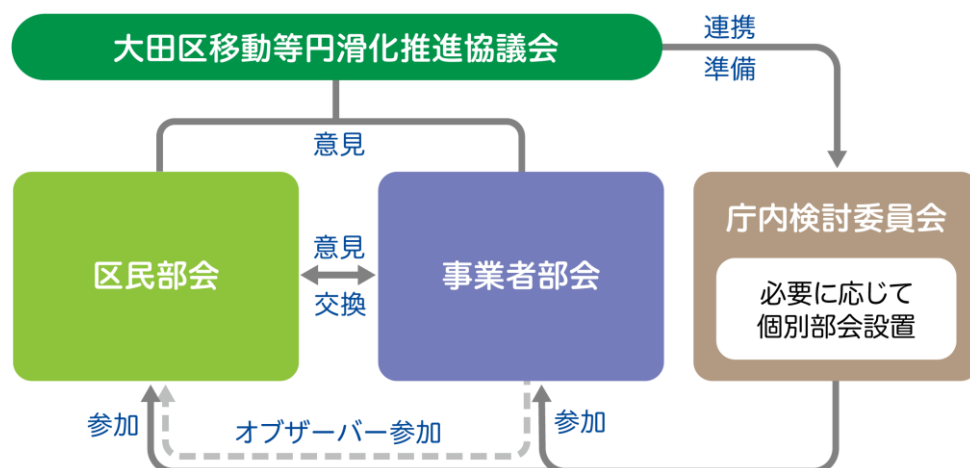 大田区移動等円滑化推進協議会
連携
準備
意見
区民部会
意見
交換
事業者部会
庁内検討委員会
必要に応じて
個別部会設置
参加
オブザーバー参加
参加